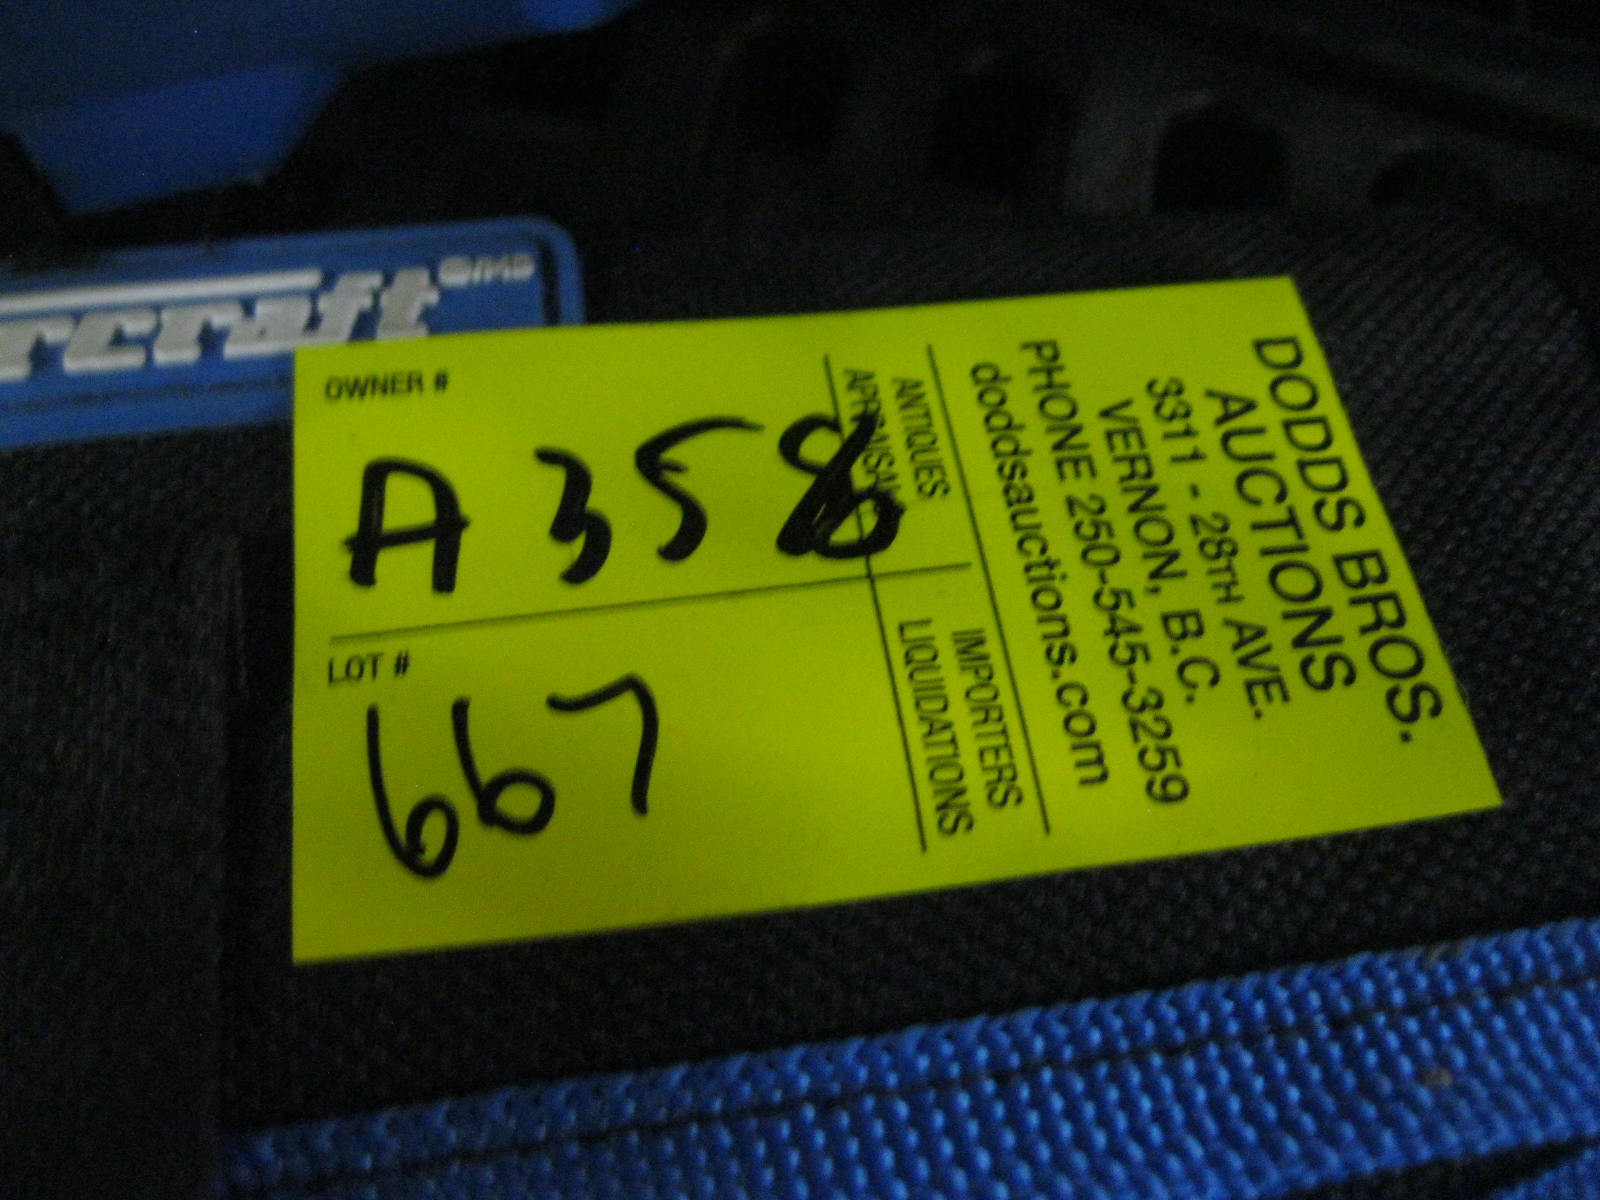 rcraft®/MD
OWNER #
A358
LOT #
667
ANTIQUES
APPRAISALS
IMPORTERS
LIQUIDATIONS
DODDS BROS.
AUCTIONS
3311 - 28TH AVE.
VERNON, B.C.
PHONE 250-545-3259
doddsauctions.com